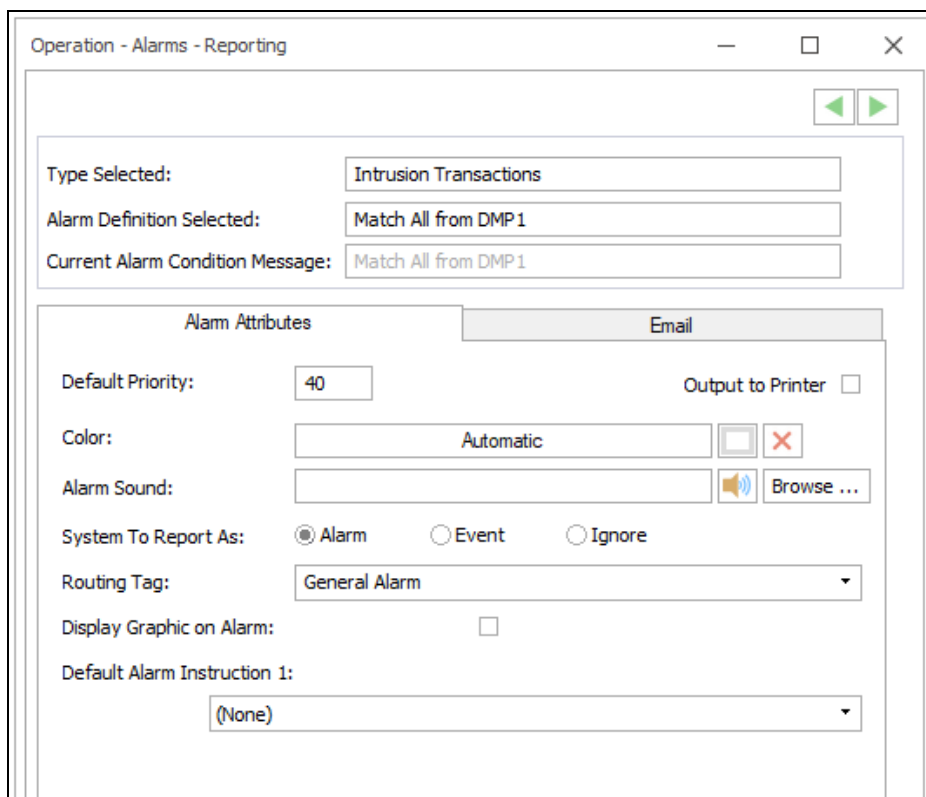 Operation - Alarms - Reporting
Type Selected: Intrusion Transactions
Alarm Definition Selected: Match All from DMP1
Current Alarm Condition Message: Match All from DMP1
Alarm Attributes Email
Default Priority: 40 Output to Printer
Color: Automatic
Alarm Sound: Browse ...
System To Report As: Alarm Event Ignore
Routing Tag: General Alarm
Display Graphic on Alarm:
Default Alarm Instruction 1:
(None)